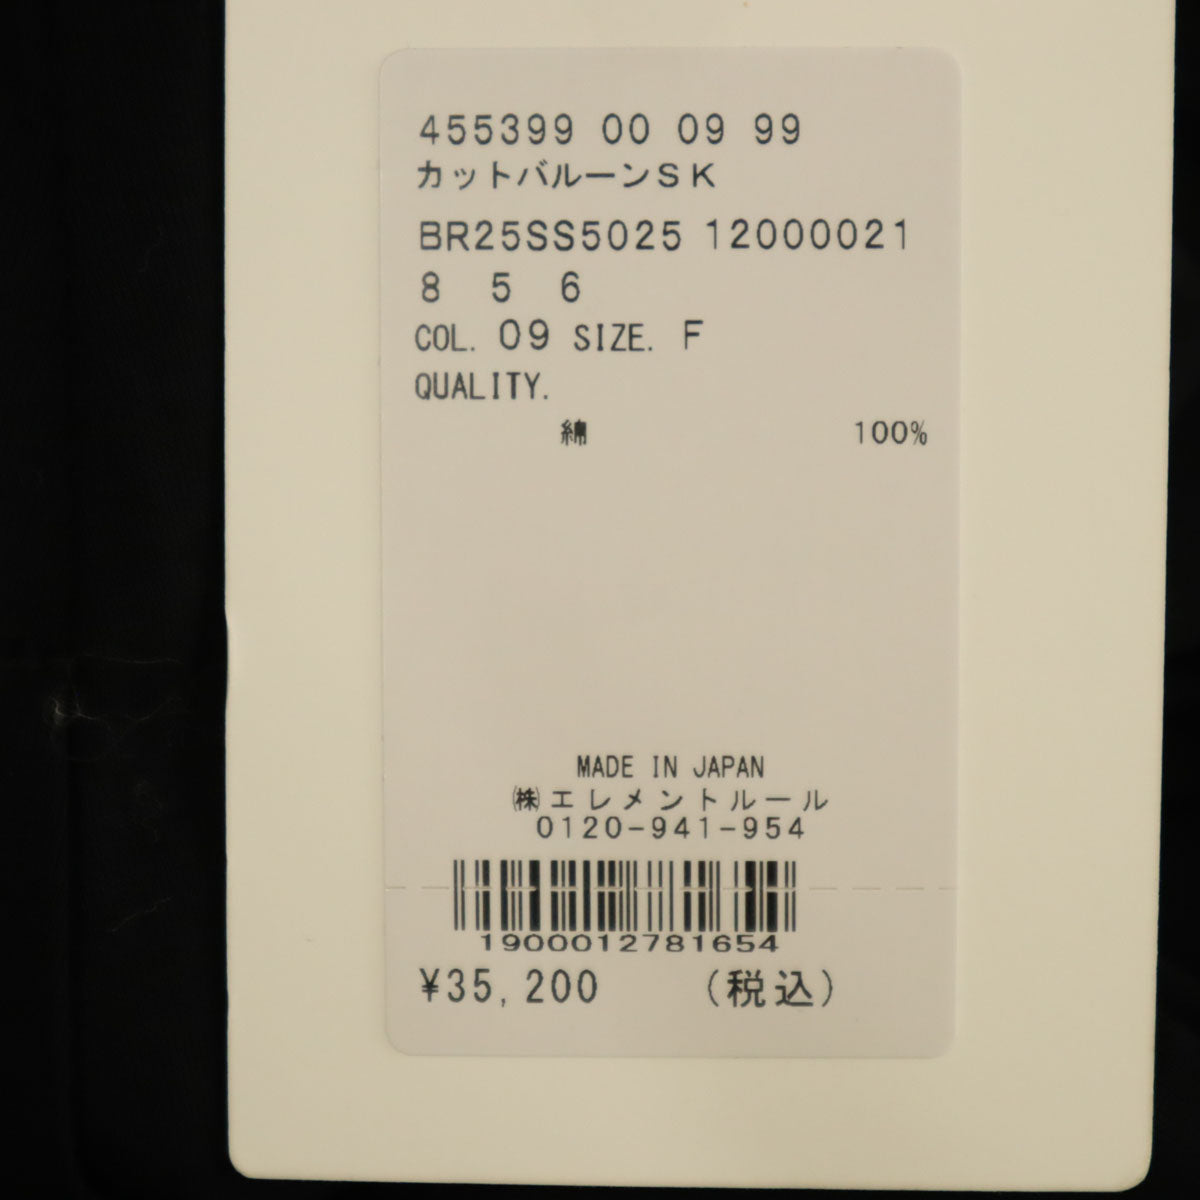 455399 00 09 99
カットバルーンSK
BR25SS5025 12000021
8 5 6
COL. 09 SIZE. F
QUALITY.
綿 100%
MADE IN JAPAN
㈱エレメントルール
0120-941-954
1900012781654
¥35,200 (税込)